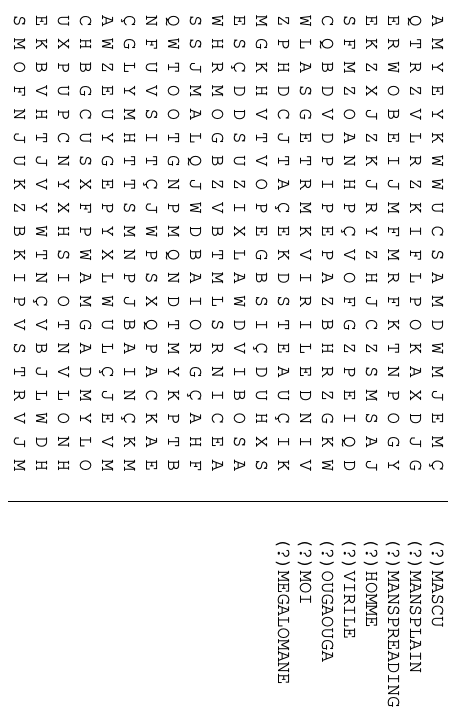 A M Y E Y K W W U C S A M D W M J E M Ç
Q T R Z V L R Z K I F L P O K A X D J G
E R W O B E I J M F M R F K T N P O G Y
E K Z X J Z K J R Y Z H J C Z S M S A J
S F M Z O A N H P Ç V O F G Z P E I Q D
C Q B D V D P I P E P A Z B H R Z G K W
W L A S G E T R M K V I R I L E D N I V
Z P H D C J T A Ç E K D S T E A U Ç I K
M G K H V T V O P E G B S I Ç D U H X S
E S Ç D D S U Z I X L A W D V I B O S A
W H R M O G B Z V B T M L S R N I C E A
S S J M A L Q J W D B A I O R G Ç A H F
Q W T O O T G N P M Q N D T M Y K P T B
N F U V S I T Ç J W P S X Q P A C K A E
Ç G L Y M H T T S M N P J B A I N Ç K M
A W Z E U Y G E P Y X L W U L Ç J E V M
C H B G C U S X F P W A M G A D M Y L O
U X P U P C N Y X H S I O T N V L O N H
E K B V H T J V Y W T N Ç V B J L W D H
S M O F N J U K Z B K I P V S T R V J M
(?)MASCU
(?)MANSPLAIN
(?)MANSPREADING
(?)HOMME
(?)VIRILE
(?)OUGAOUGA
(?)MOI
(?)MEGALOMANE